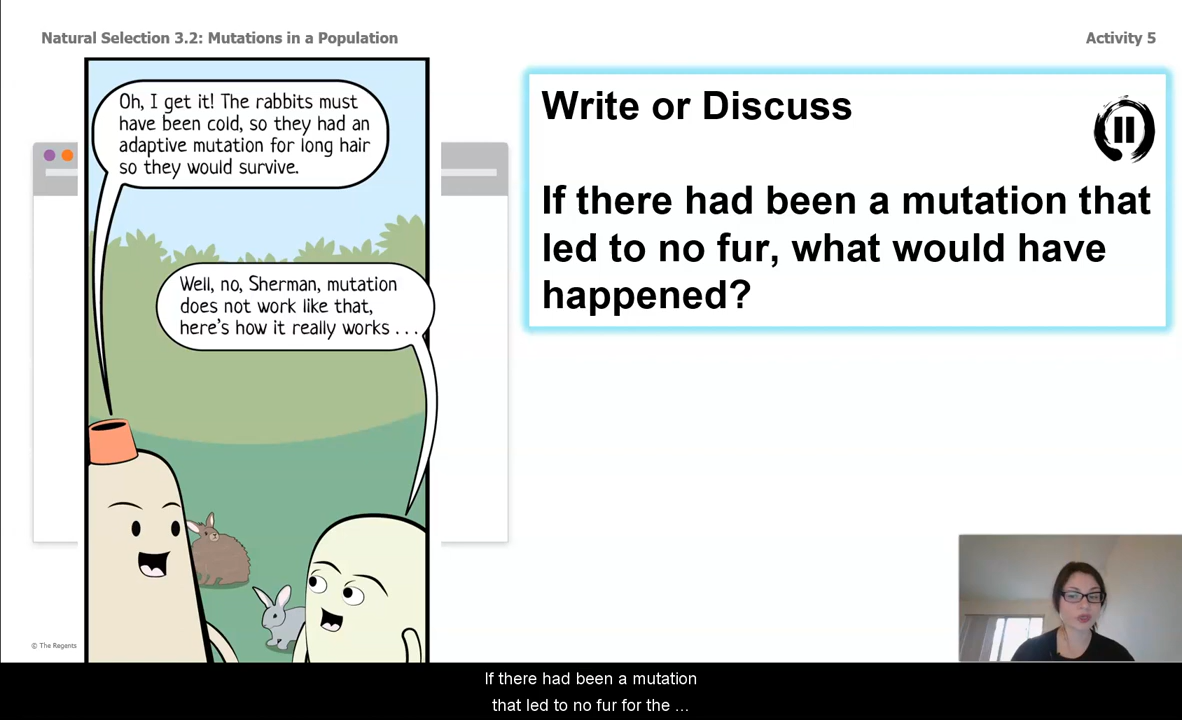 Natural Selection 3.2: Mutations in a Population
Activity 5
Oh, I get it! The rabbits must
have been cold, so they had an
adaptive mutation for long hair
so they would survive.
Well, no, Sherman, mutation
does not work like that,
here's how it really works . . .
Write or Discuss
If there had been a mutation that
led to no fur, what would have
happened?
© The Regents
If there had been a mutation
that led to no fur for the ...